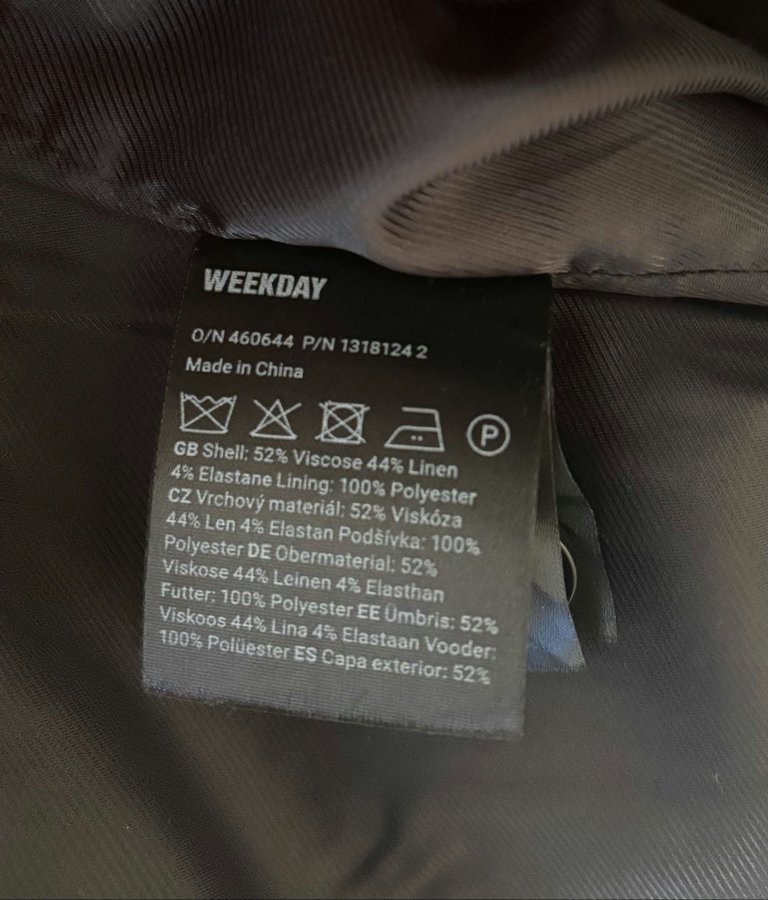 WEEKDAY
O/N 460644 P/N 1318124 2
Made in China
P
GB Shell: 52% Viscose 44% Linen
4% Elastane Lining: 100% Polyester
CZ Vrchový materiál: 52% Viskóza
44% Len 4% Elastan Podšívka: 100%
Polyester DE Obermaterial: 52%
Viskose 44% Leinen 4% Elasthan
Futter: 100% Polyester EE Ümbris: 52%
Viskoos 44% Lina 4% Elastaan Vooder:
100% Polüester ES Capa exterior: 52%